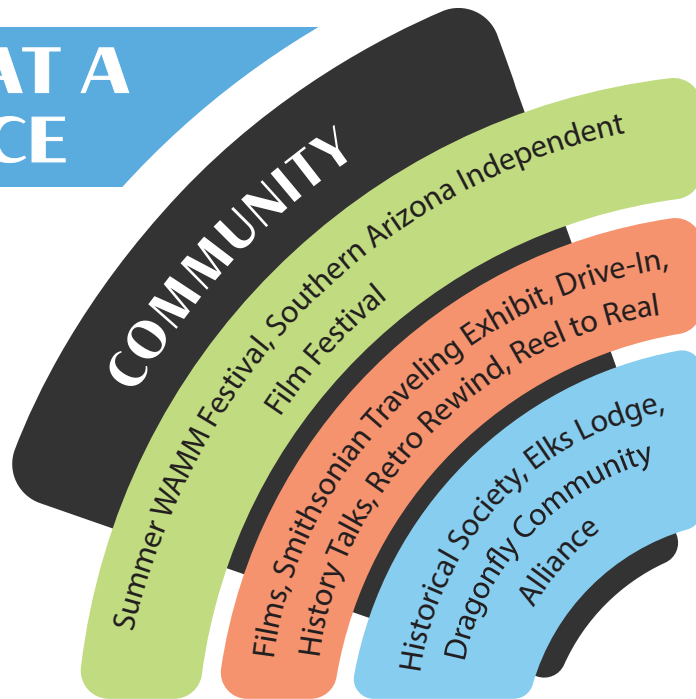 AT A
CE
COMMUNITY
Summer WAMM Festival, Southern Arizona Independent
Film Festival
Films, Smithsonian Traveling Exhibit, Drive-In,
History Talks, Retro Rewind, Reel to Real
Historical Society, Elks Lodge,
Dragonfly Community
Alliance